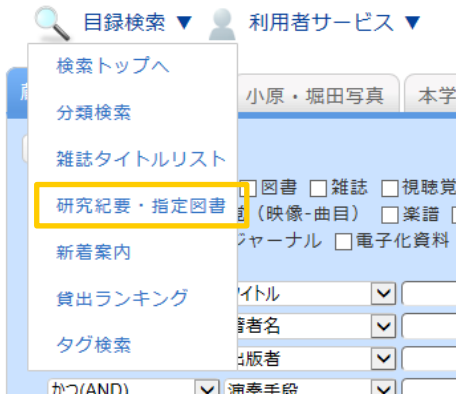 目録検索 ▼ 利用者サービス ▼
検索トップへ
小原・堀田写真 本学
分類検索
雑誌タイトルリスト
図書 雑誌 視聴覚
研究紀要・指定図書
（映像-曲目） 楽譜
ジャーナル 電子化資料
新着案内
貸出ランキング
イトル
著者名
タグ検索
出版者
かつ(AND) 演奏手段